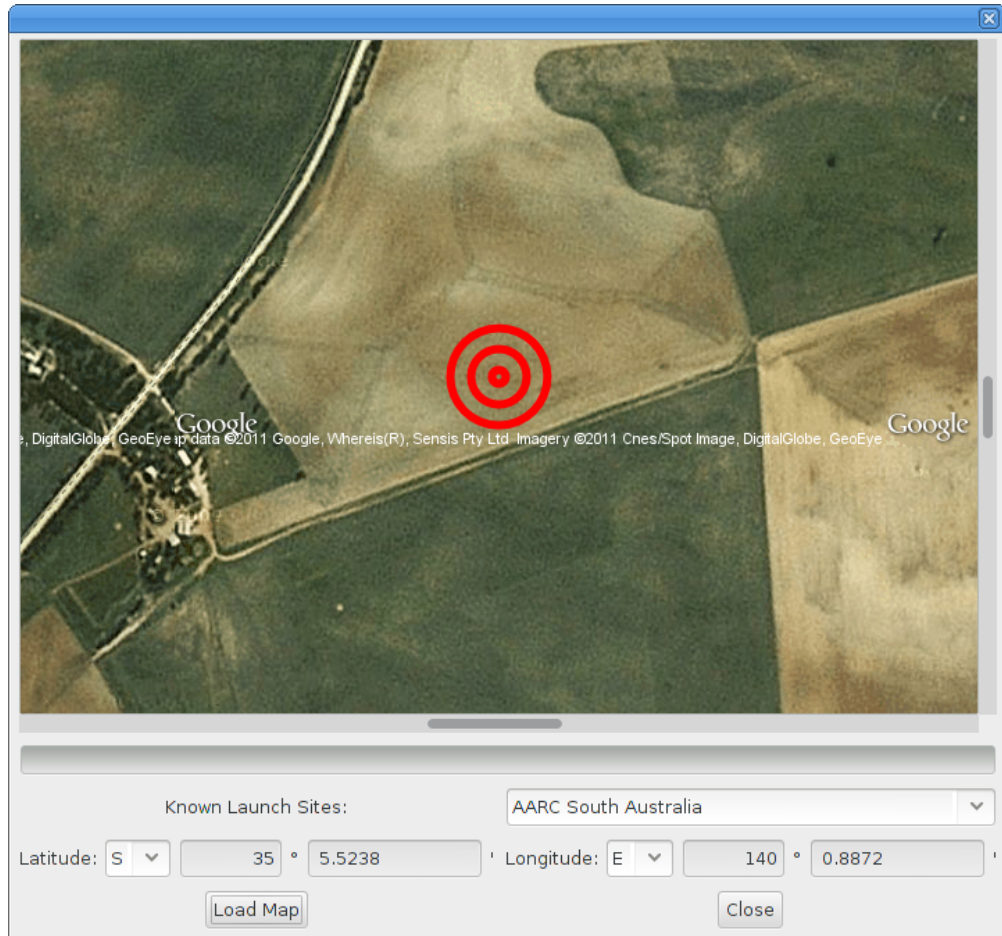 Google
Google
, DigitalGlobe, GeoEye
ap data ©2011 Google, Whereis(R), Sensis Pty Ltd Imagery ©2011 Cnes/Spot Image, DigitalGlobe, GeoEye
Known Launch Sites:
AARC South Australia
Latitude: S 35 ° 5.5238 ' Longitude: E 140 ° 0.8872 '
Load Map
Close